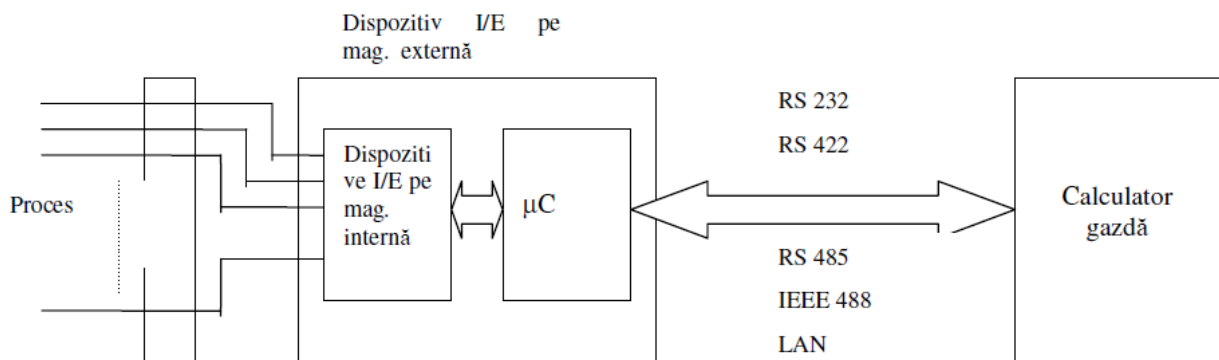 Dispozitiv I/E pe
mag. externă
Proces
Dispoziti
ve I/E pe
mag.
internă
μC
RS 232
RS 422
RS 485
IEEE 488
LAN
Calculator
gazdă